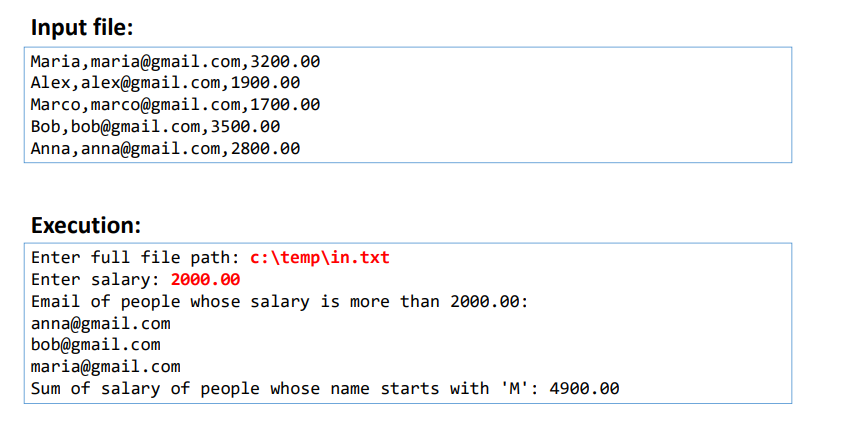 Input file:
Maria,maria@gmail.com,3200.00
Alex,alex@gmail.com,1900.00
Marco,marco@gmail.com,1700.00
Bob,bob@gmail.com,3500.00
Anna,anna@gmail.com,2800.00
Execution:
Enter full file path: c:\temp\in.txt
Enter salary: 2000.00
Email of people whose salary is more than 2000.00:
anna@gmail.com
bob@gmail.com
maria@gmail.com
Sum of salary of people whose name starts with 'M': 4900.00